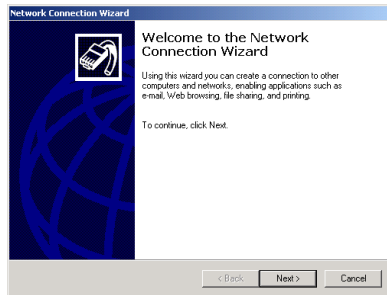 Network Connection Wizard
Welcome to the Network
Connection Wizard
Using this wizard you can create a connection to other
computers and networks, enabling applications such as
e-mail, Web browsing, file sharing, and printing.
To continue, click Next.
< Back Next > Cancel